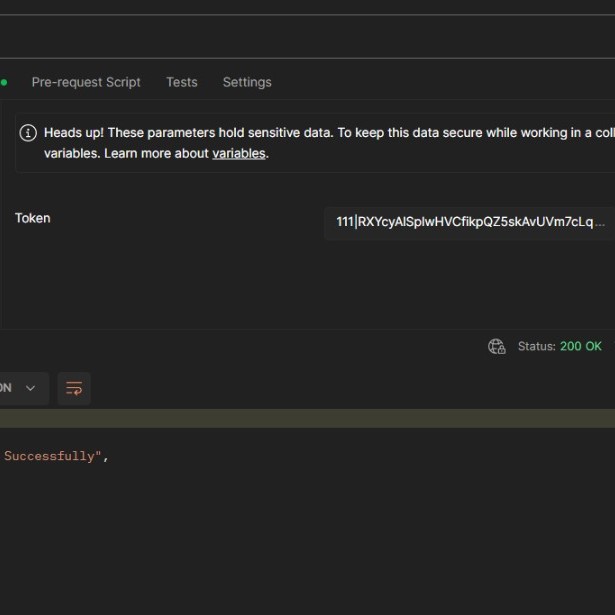 Pre-request Script Tests Settings
Heads up! These parameters hold sensitive data. To keep this data secure while working in a coll
variables. Learn more about variables.
Token 111|RXYcyAlSplwHVCfikpQZ5skAvUVm7cLq...
Status: 200 OK
ON
Successfully",